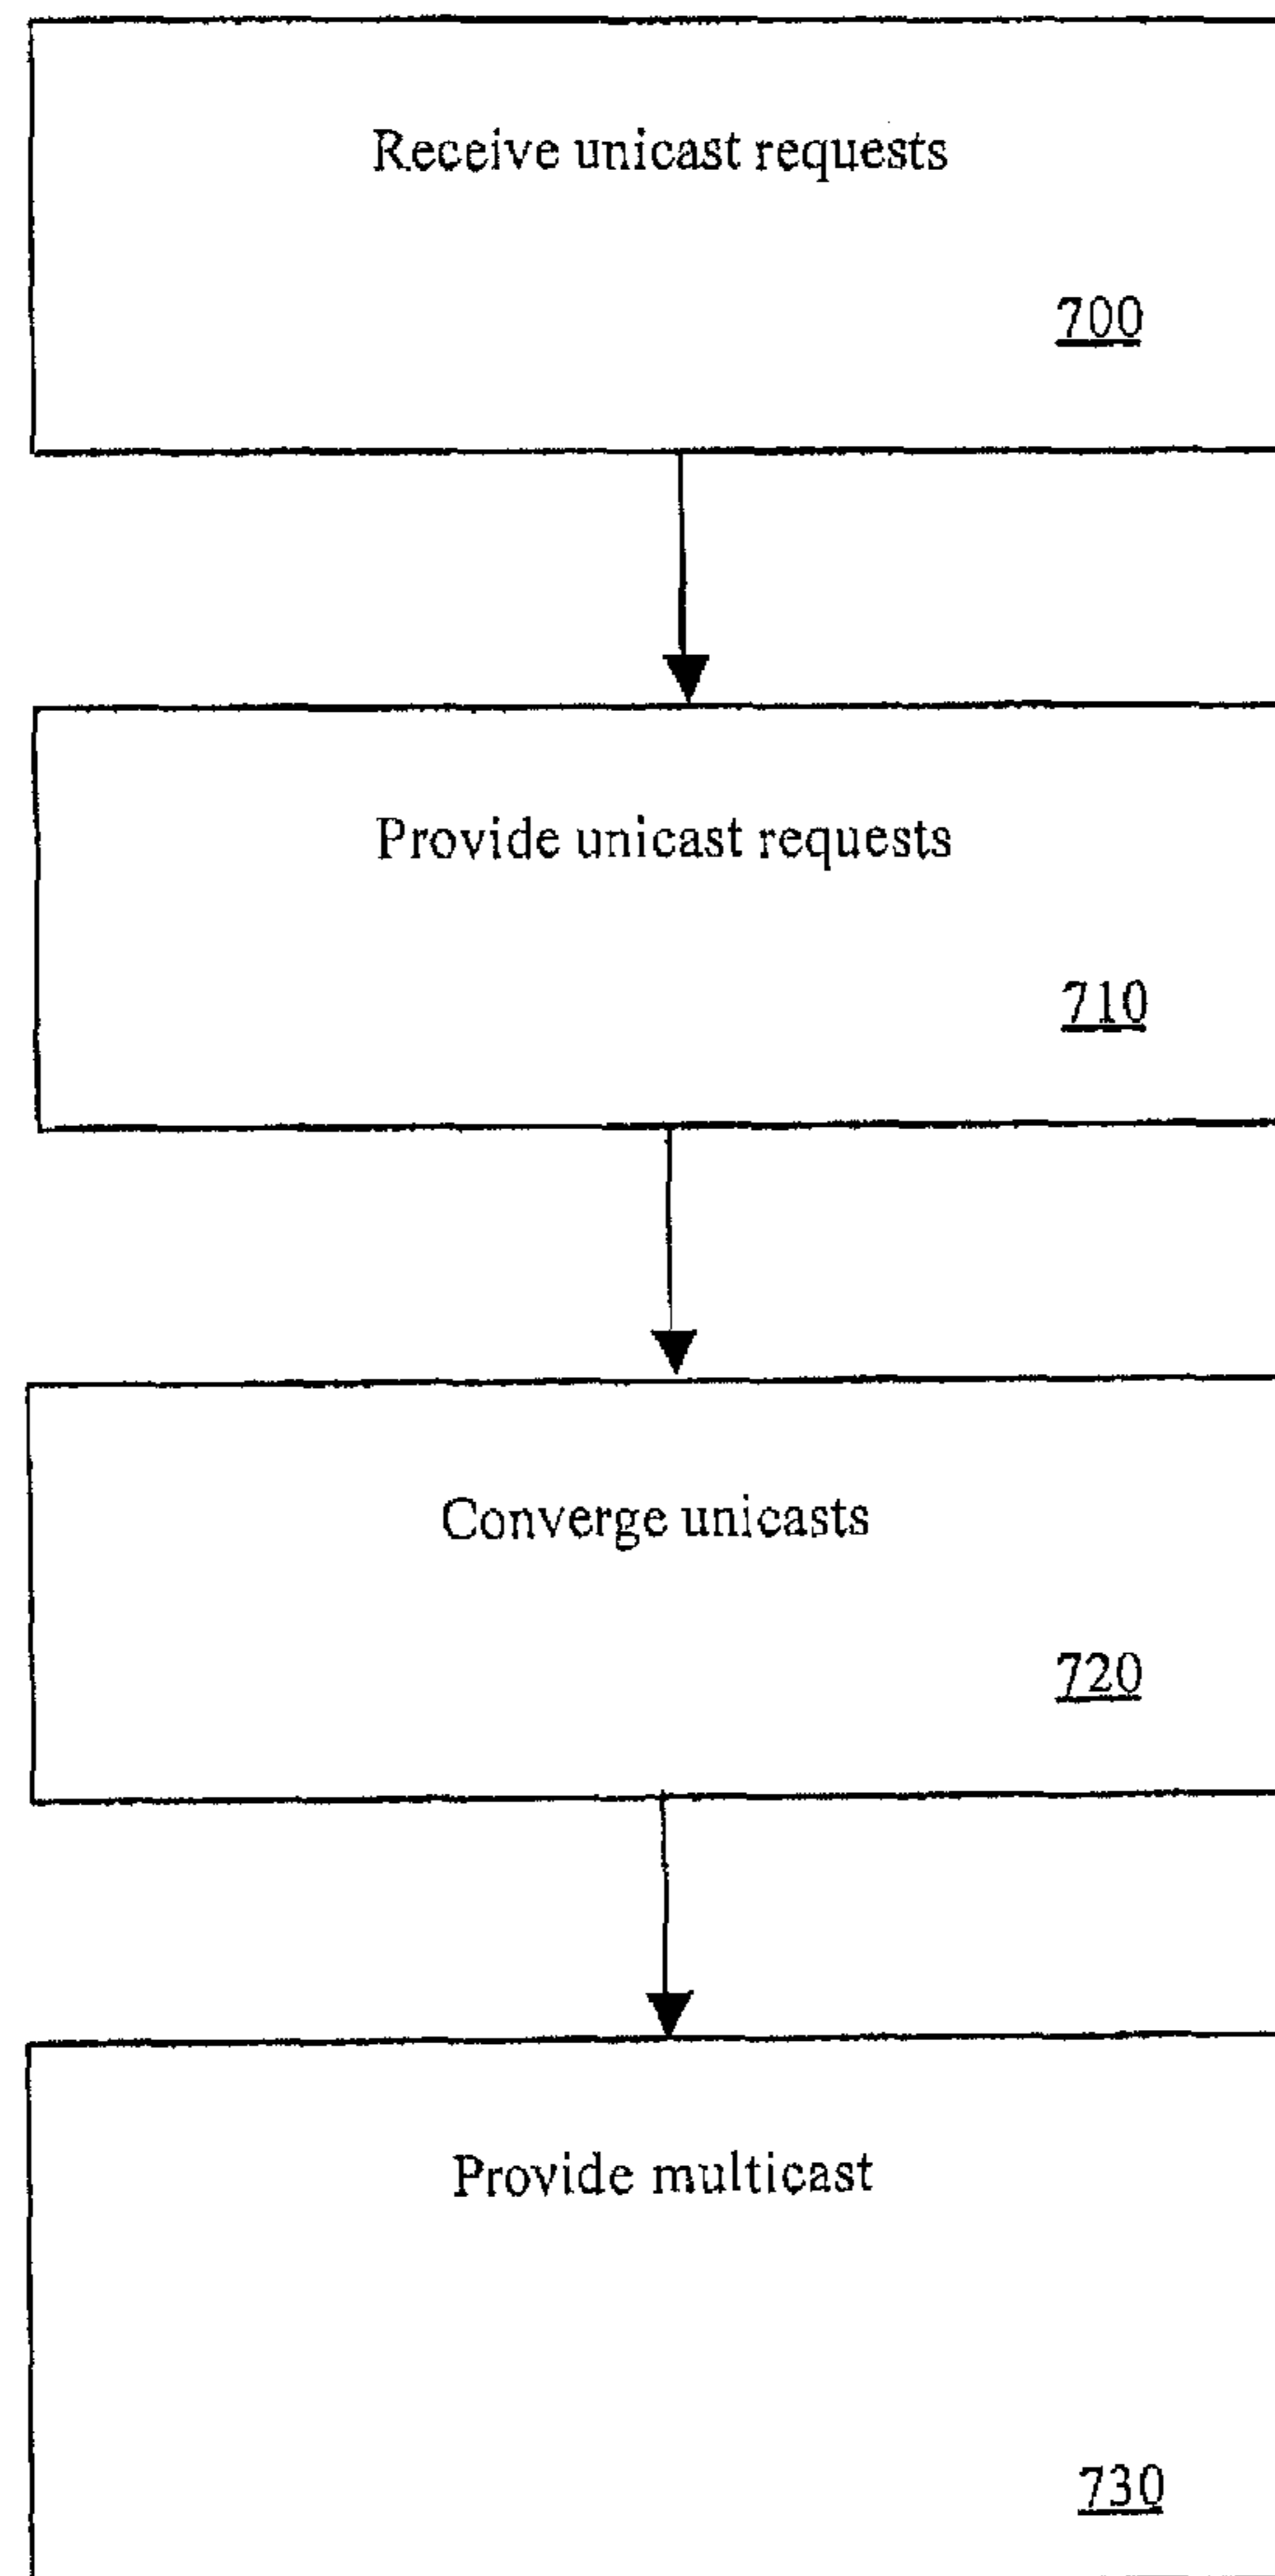 Receive unicast requests
700
Provide unicast requests
710
Converge unicasts
720
Provide multicast
730